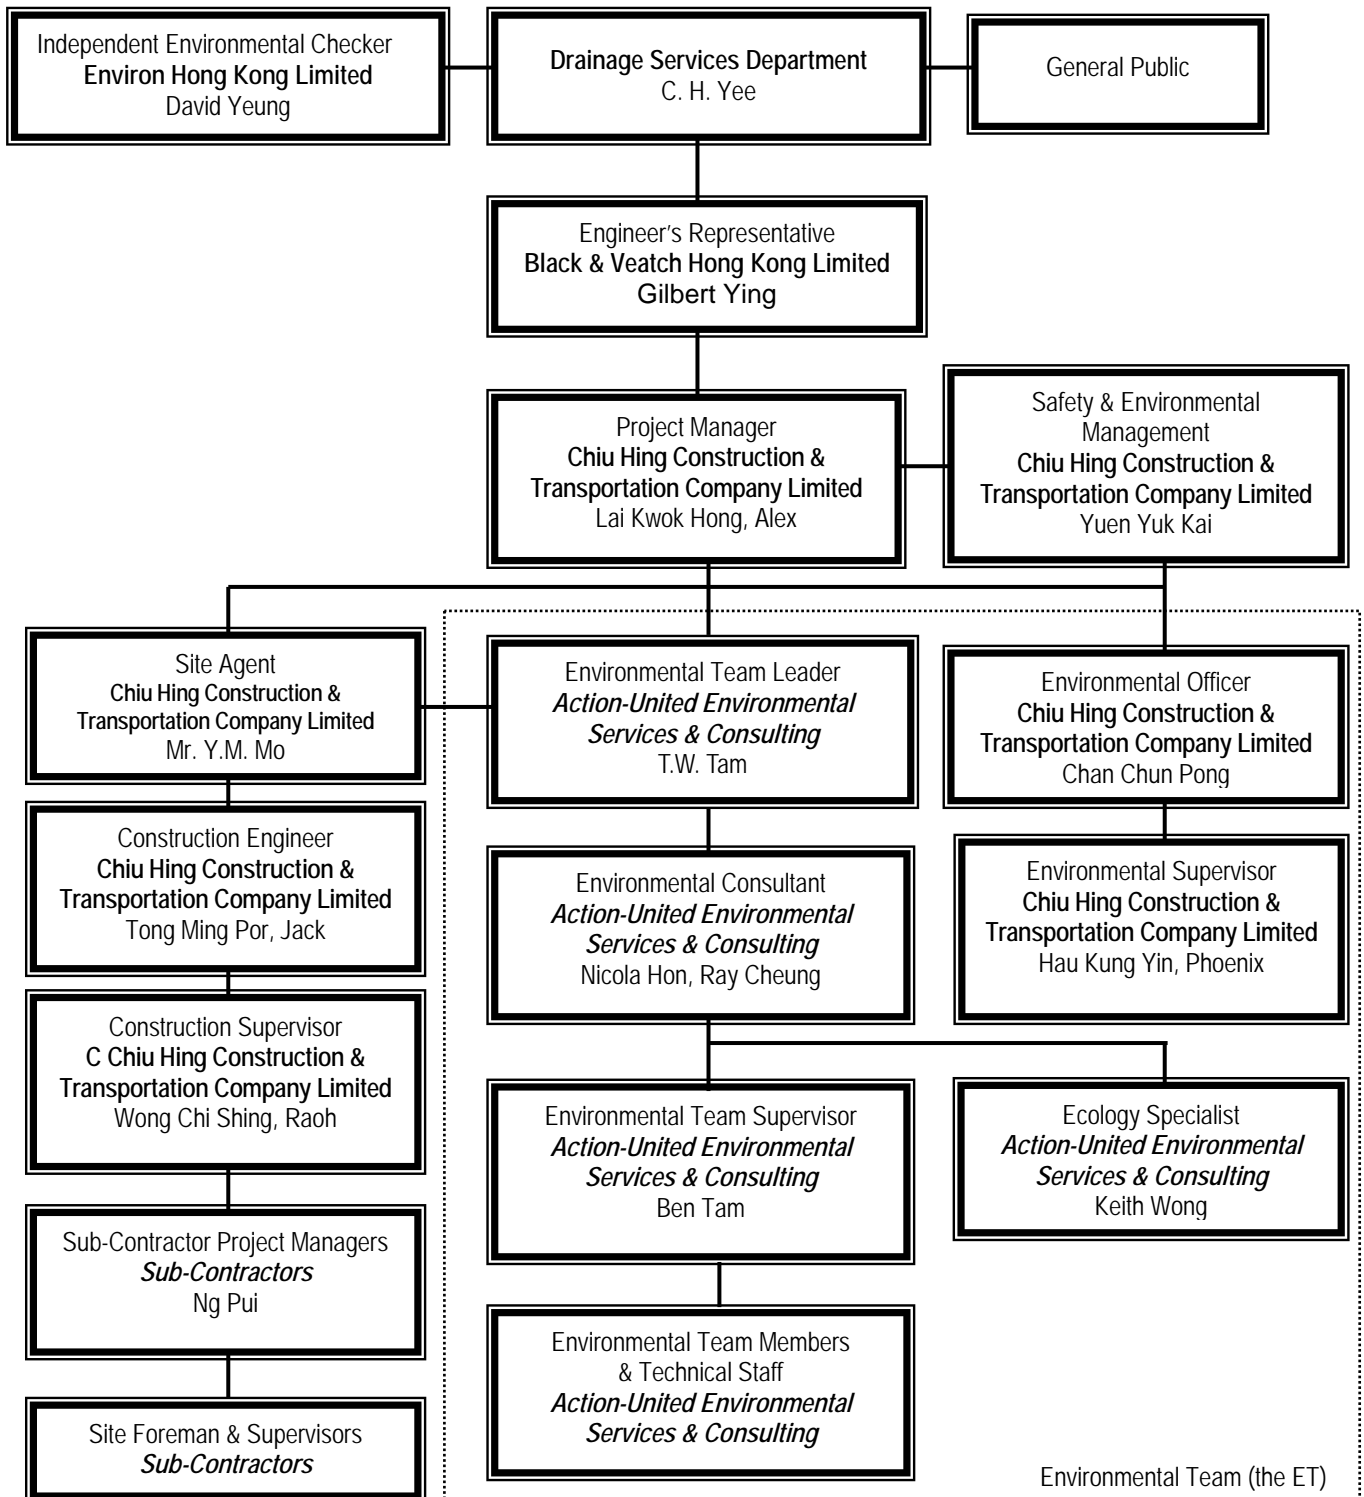 Independent Environmental Checker
Environ Hong Kong Limited
David Yeung
Drainage Services Department
C. H. Yee
General Public
Engineer's Representative
Black & Veatch Hong Kong Limited
Gilbert Ying
Project Manager
Chiu Hing Construction &
Transportation Company Limited
Lai Kwok Hong, Alex
Safety & Environmental
Management
Chiu Hing Construction &
Transportation Company Limited
Yuen Yuk Kai
Site Agent
Chiu Hing Construction &
Transportation Company Limited
Mr. Y.M. Mo
Environmental Team Leader
Action-United Environmental
Services & Consulting
T.W. Tam
Environmental Officer
Chiu Hing Construction &
Transportation Company Limited
Chan Chun Pong
Construction Engineer
Chiu Hing Construction &
Transportation Company Limited
Tong Ming Por, Jack
Environmental Consultant
Action-United Environmental
Services & Consulting
Nicola Hon, Ray Cheung
Environmental Supervisor
Chiu Hing Construction &
Transportation Company Limited
Hau Kung Yin, Phoenix
Construction Supervisor
C Chiu Hing Construction &
Transportation Company Limited
Wong Chi Shing, Raoh
Environmental Team Supervisor
Action-United Environmental
Services & Consulting
Ben Tam
Ecology Specialist
Action-United Environmental
Services & Consulting
Keith Wong
Sub-Contractor Project Managers
Sub-Contractors
Ng Pui
Environmental Team Members
& Technical Staff
Action-United Environmental
Services & Consulting
Site Foreman & Supervisors
Sub-Contractors
Environmental Team (the ET)